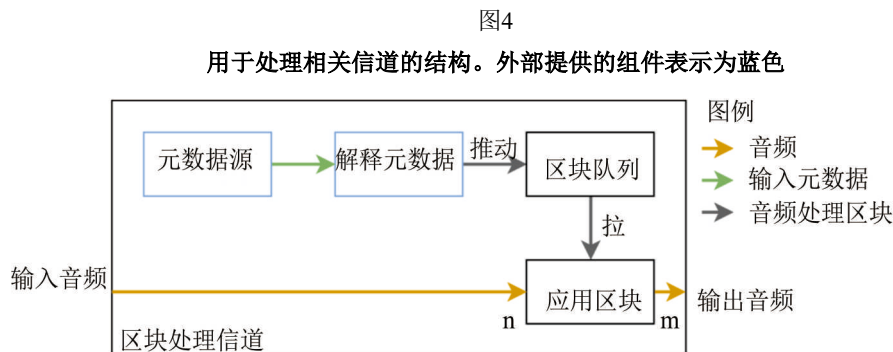 图4
用于处理相关信道的结构。外部提供的组件表示为蓝色
图例
元数据源
解释元数据
推动
区块队列
音频
输入元数据
音频处理区块
拉
输入音频
应用区块
输出音频
n
m
区块处理信道